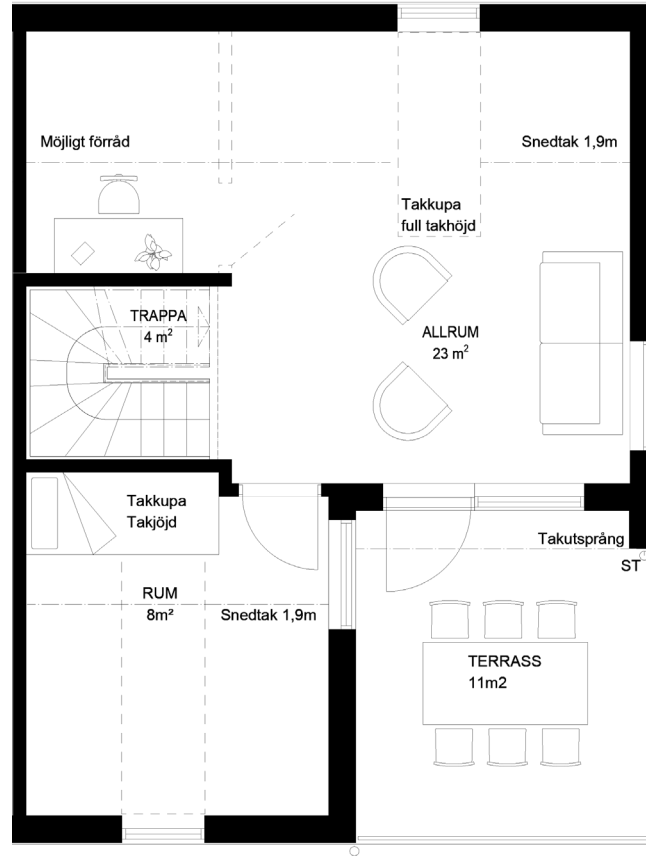 Möjligt förråd
Snedtak 1,9m
Takkupa
full takhöjd
TRAPPA
4 m²
ALLRUM
23 m²
Takkupa
Takjöjd
Takutsprång
ST
RUM
8m²
Snedtak 1,9m
TERRASS
11m2